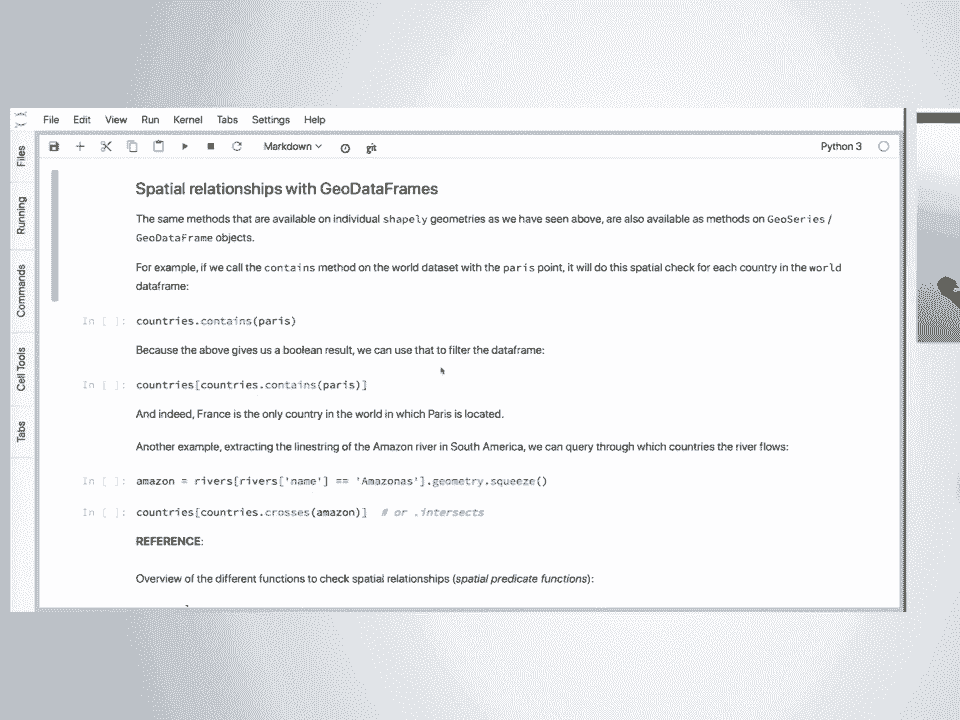 File Edit View Run Kernel Tabs Settings Help
Markdown git Python 3
Files
Running
Commands
Cell Tools
Tabs
Spatial relationships with GeoDataFrames
The same methods that are available on individual shapely geometries as we have seen above, are also available as methods on GeoSeries /
GeoDataFrame objects.
For example, if we call the contains method on the world dataset with the paris point, it will do this spatial check for each country in the world
dataframe:
In [ ]: countries.contains(paris)
Because the above gives us a boolean result, we can use that to filter the dataframe:
In [ ]: countries[countries.contains(paris)]
And indeed, France is the only country in the world in which Paris is located.
Another example, extracting the linestring of the Amazon river in South America, we can query through which countries the river flows:
In [ ]: amazon = rivers[rivers['name'] == 'Amazonas'].geometry.squeeze()
In [ ]: countries[countries.crosses(amazon)] # or .intersects
REFERENCE:
Overview of the different functions to check spatial relationships (spatial predicate functions):